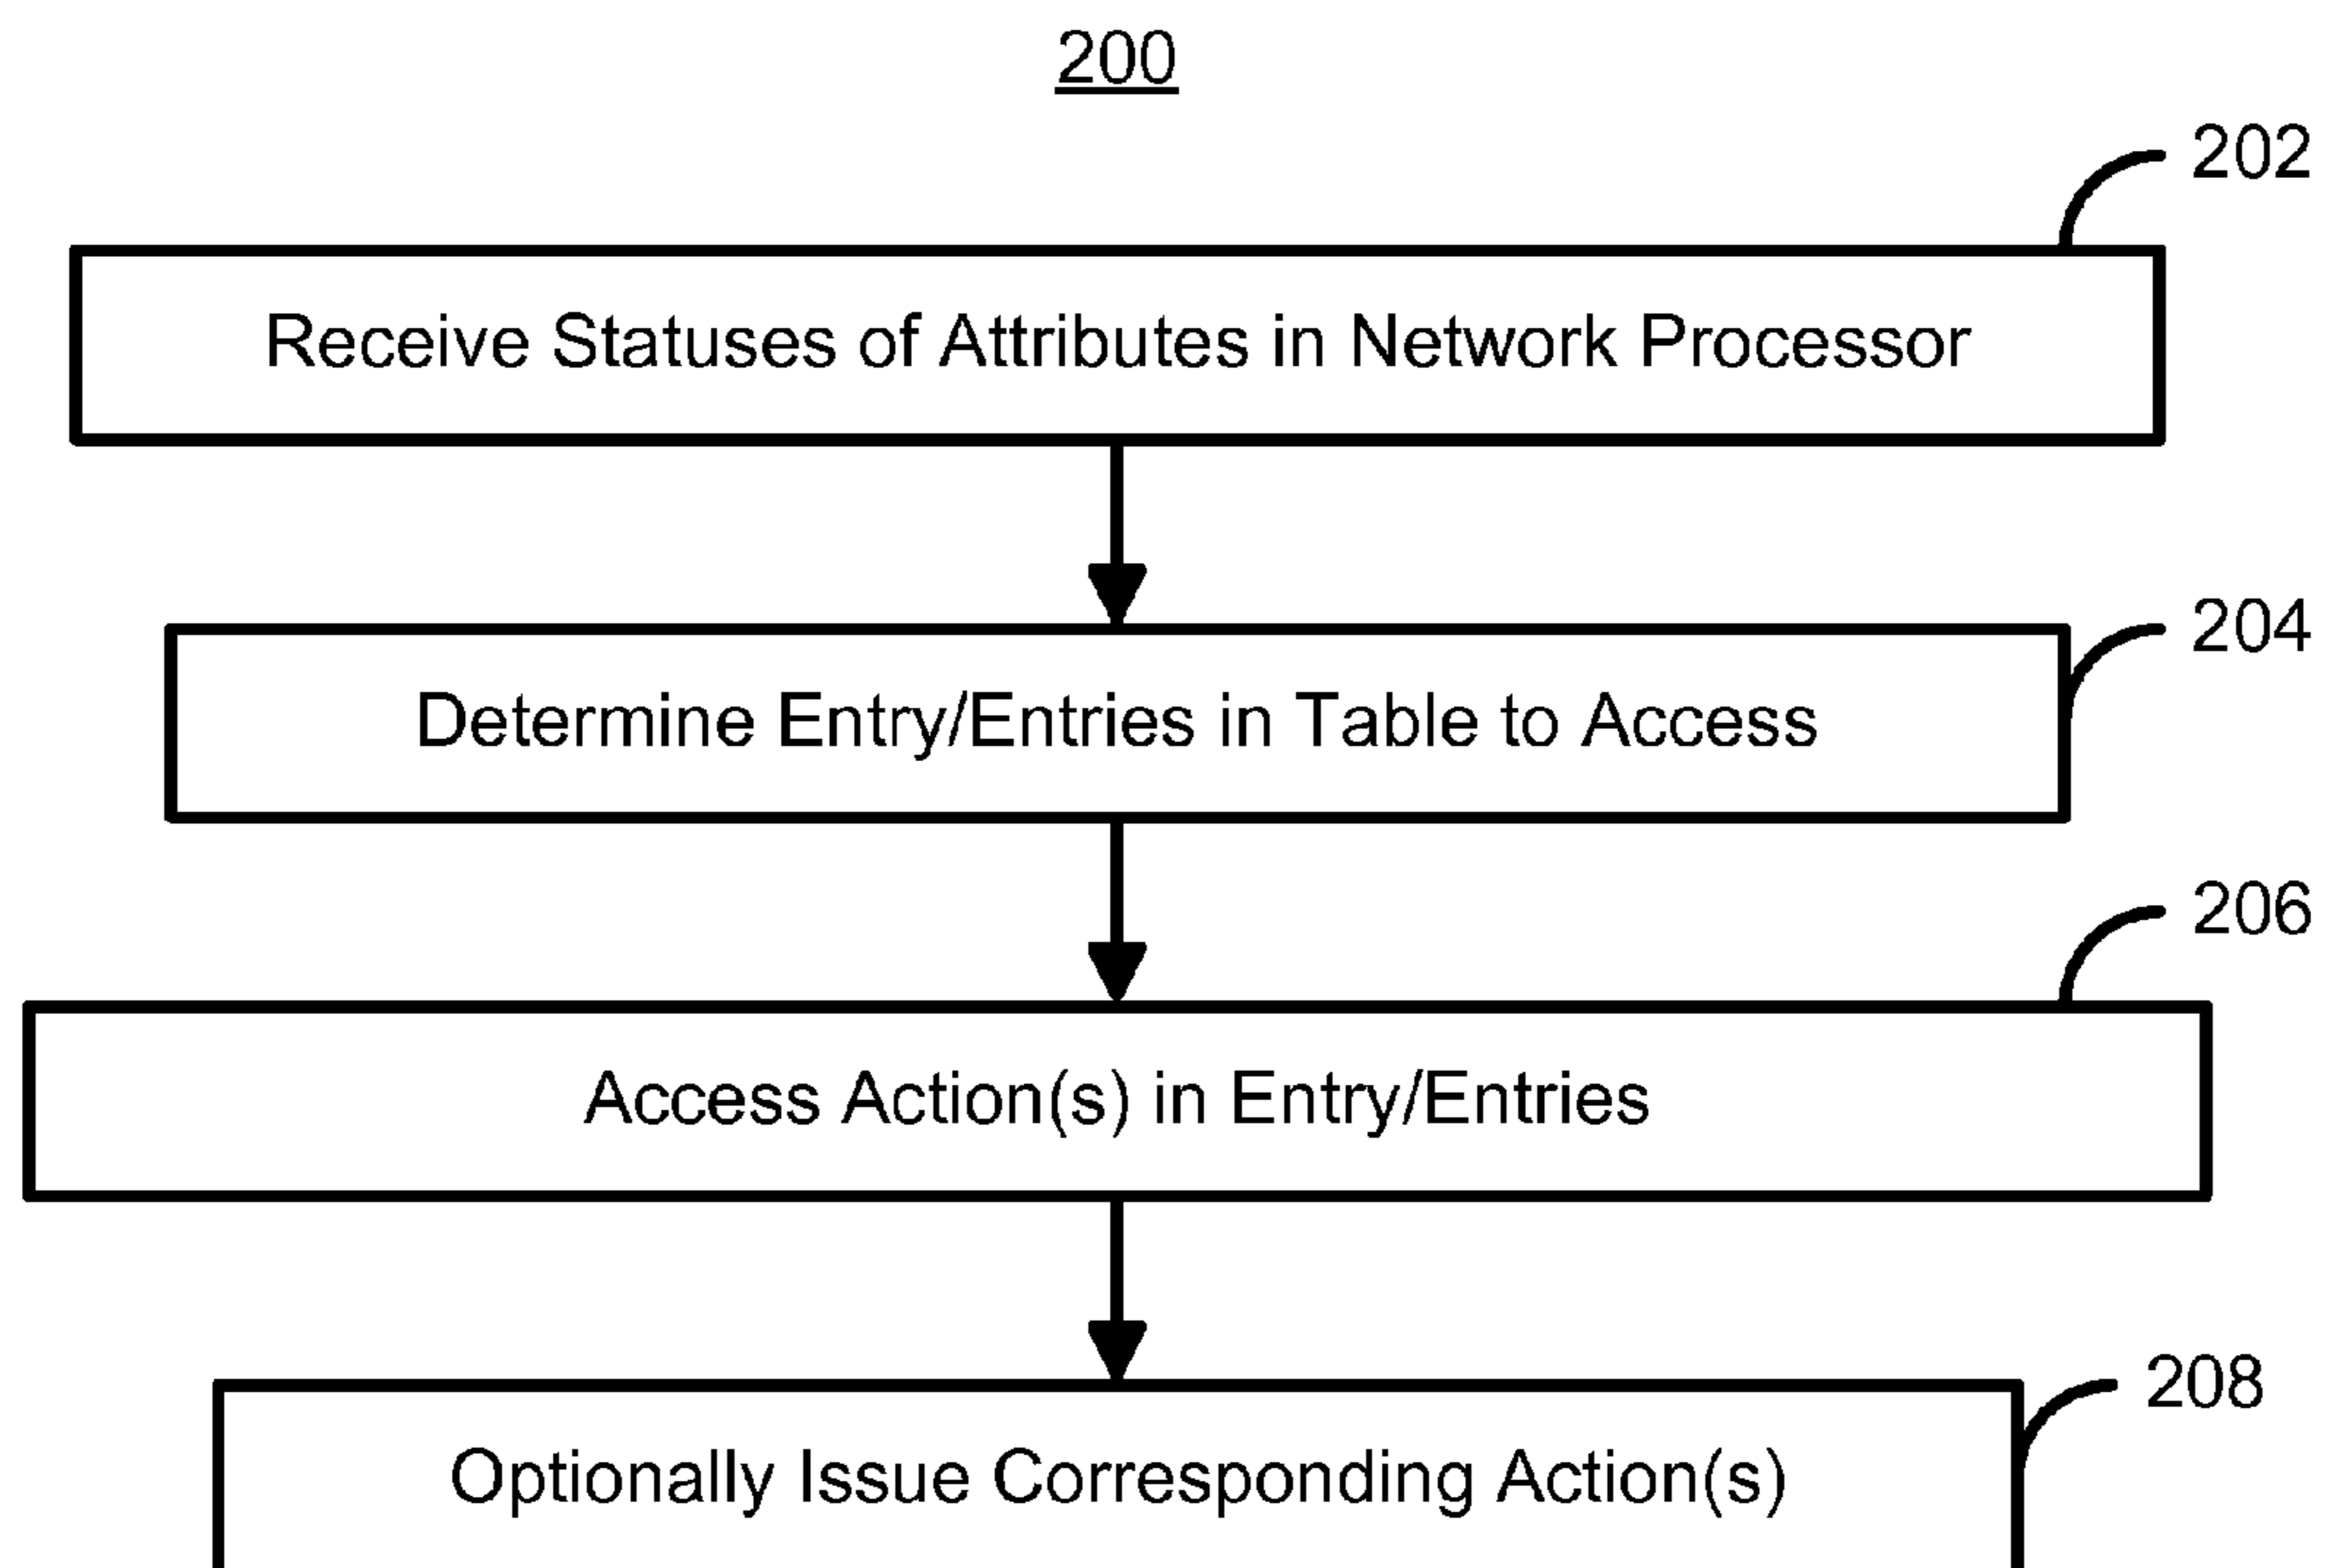 200
202
Receive Statuses of Attributes in Network Processor
204
Determine Entry/Entries in Table to Access
206
Access Action(s) in Entry/Entries
208
Optionally Issue Corresponding Action(s)